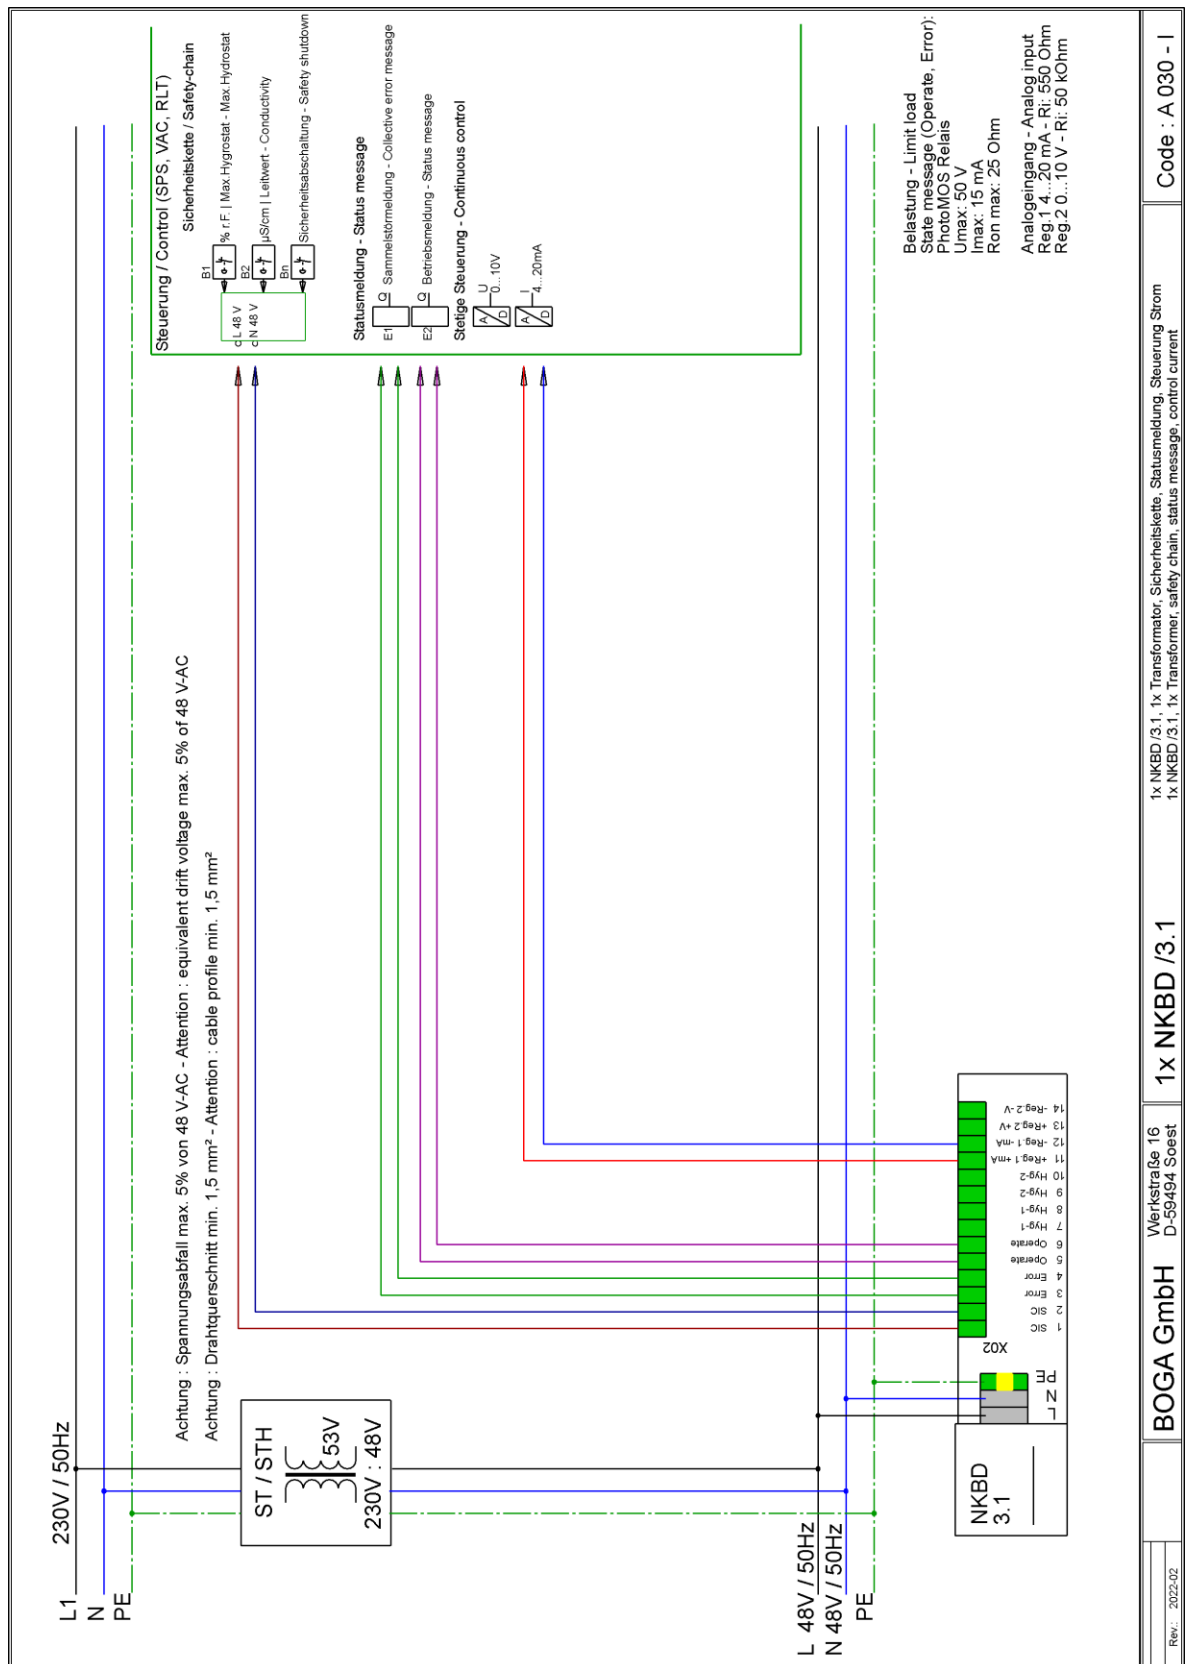 L1
230V / 50Hz
N
PE
Achtung : Spannungsabfall max. 5% von 48 V-AC - Attention : equivalent drift voltage max. 5% of 48 V-AC
Achtung : Drahtquerschnitt min. 1,5 mm² - Attention : cable profile min. 1,5 mm²
ST / STH
53V
230V : 48V
Steuerung / Control (SPS, VAC, RLT)
Sicherheitskette / Safety-chain
B1
% r.F. | Max.Hygrostat - Max.Hydrostat
B2
µS/cm | Leitwert - Conductivity
Bn
Sicherheitsabschaltung - Safety shutdown
L 48 V
N 48 V
Statusmeldung - Status message
E1
Q
Sammelstörmeldung - Collective error message
E2
Q
Betriebsmeldung - Status message
Stetige Steuerung - Continuous control
A
D
U
0...10V
A
D
I
4...20mA
L 48V / 50Hz
N 48V / 50Hz
PE
Belastung - Limit load
State message (Operate, Error):
PhotoMOS Relais
Umax: 50 V
Imax: 15 mA
Ron max: 25 Ohm
Analogeingang - Analog input
Reg.1 4...20 mA - Ri: 550 Ohm
Reg.2 0...10 V - Ri: 50 kOhm
NKBD
3.1
L
N
PE
X02
1 SIC
2 SIC
3 Error
4 Error
5 Operate
6 Operate
7 Hyg-1
8 Hyg-1
9 Hyg-2
10 Hyg-2
11 +Reg.1 +mA
12 -Reg.1 -mA
13 +Reg.2 +V
14 -Reg.2 -V
Rev.: 2022-02
BOGA GmbH
Werkstraße 16
D-59494 Soest
1x NKBD /3.1
1x NKBD /3.1, 1x Transformator, Sicherheitskette, Statusmeldung, Steuerung Strom
1x NKBD /3.1, 1x Transformer, safety chain, status message, control current
Code : A 030 - I